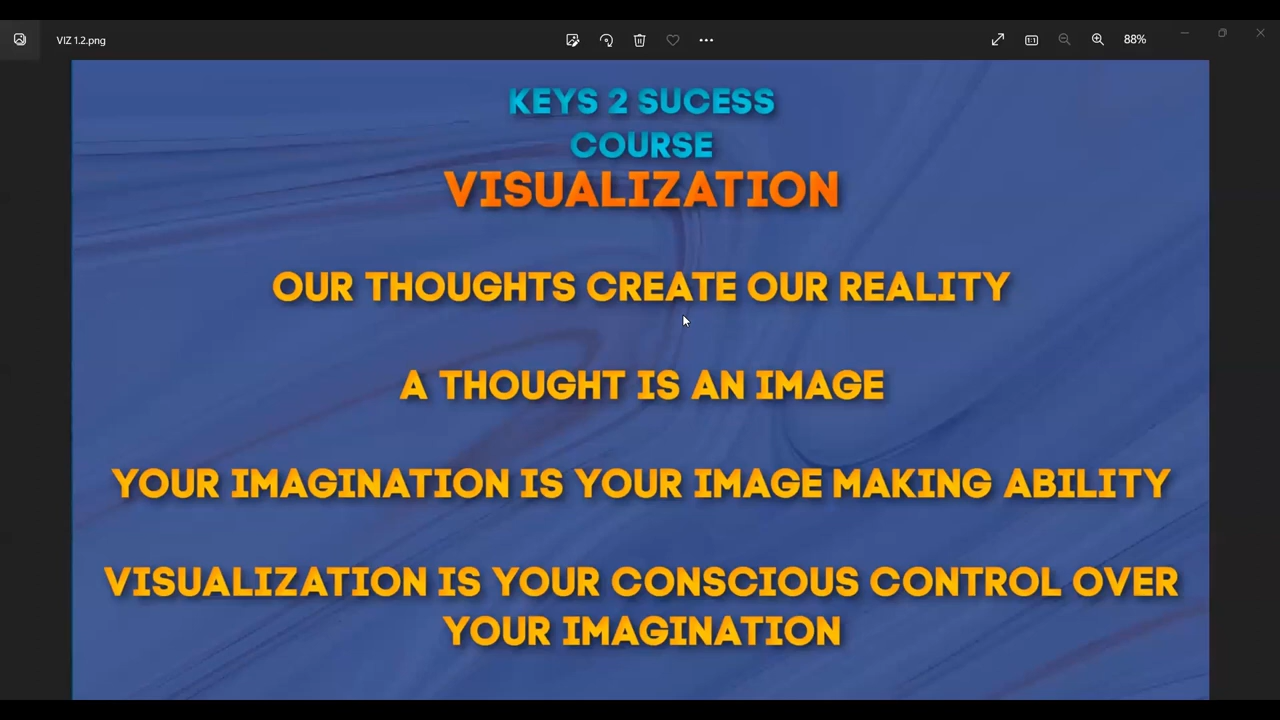 VIZ 1.2.png
88%
KEYS 2 SUCESS
COURSE
VISUALIZATION
OUR THOUGHTS CREATE OUR REALITY
A THOUGHT IS AN IMAGE
YOUR IMAGINATION IS YOUR IMAGE MAKING ABILITY
VISUALIZATION IS YOUR CONSCIOUS CONTROL OVER
YOUR IMAGINATION